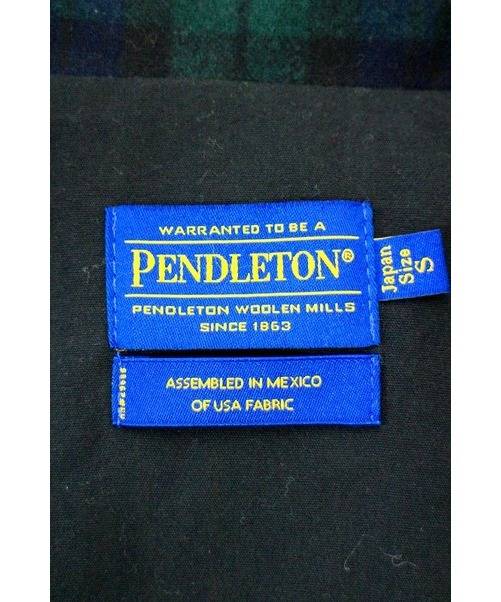 WARRANTED TO BE A
PENDLETON®
PENDLETON WOOLEN MILLS
SINCE 1863
Japan
Size
S
ASSEMBLED IN MEXICO
OF USA FABRIC